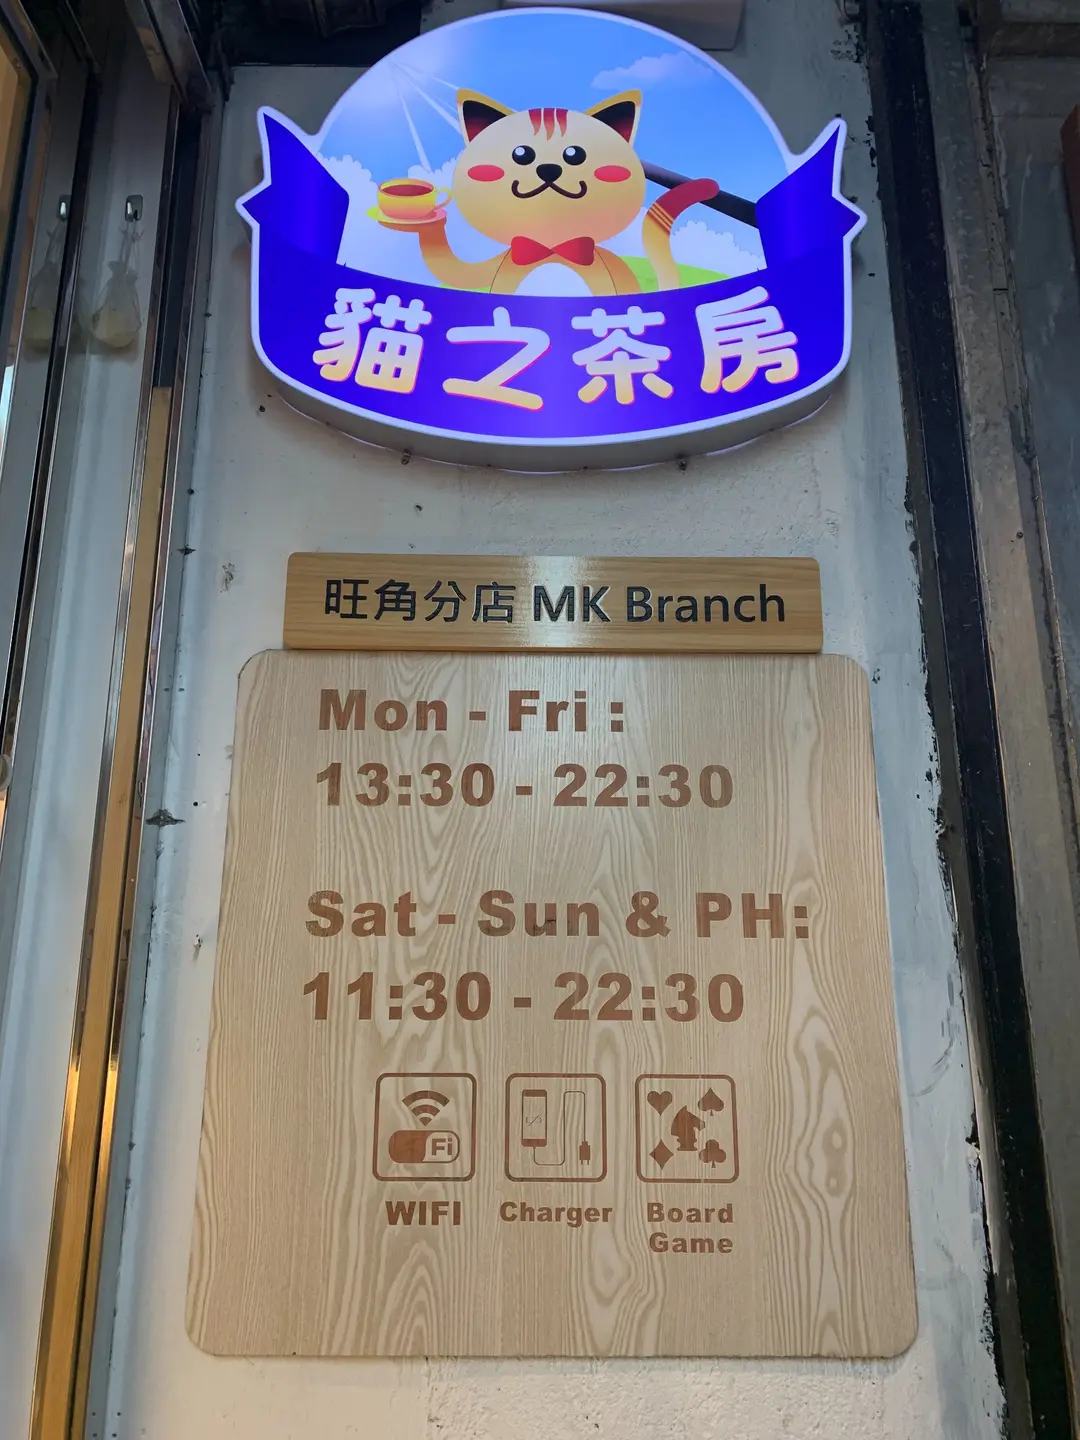 貓之茶房
旺角分店 MK Branch
Mon - Fri :
13:30 - 22:30
Sat - Sun & PH:
11:30 - 22:30
Fi
WIFI
Charger
Board
Game